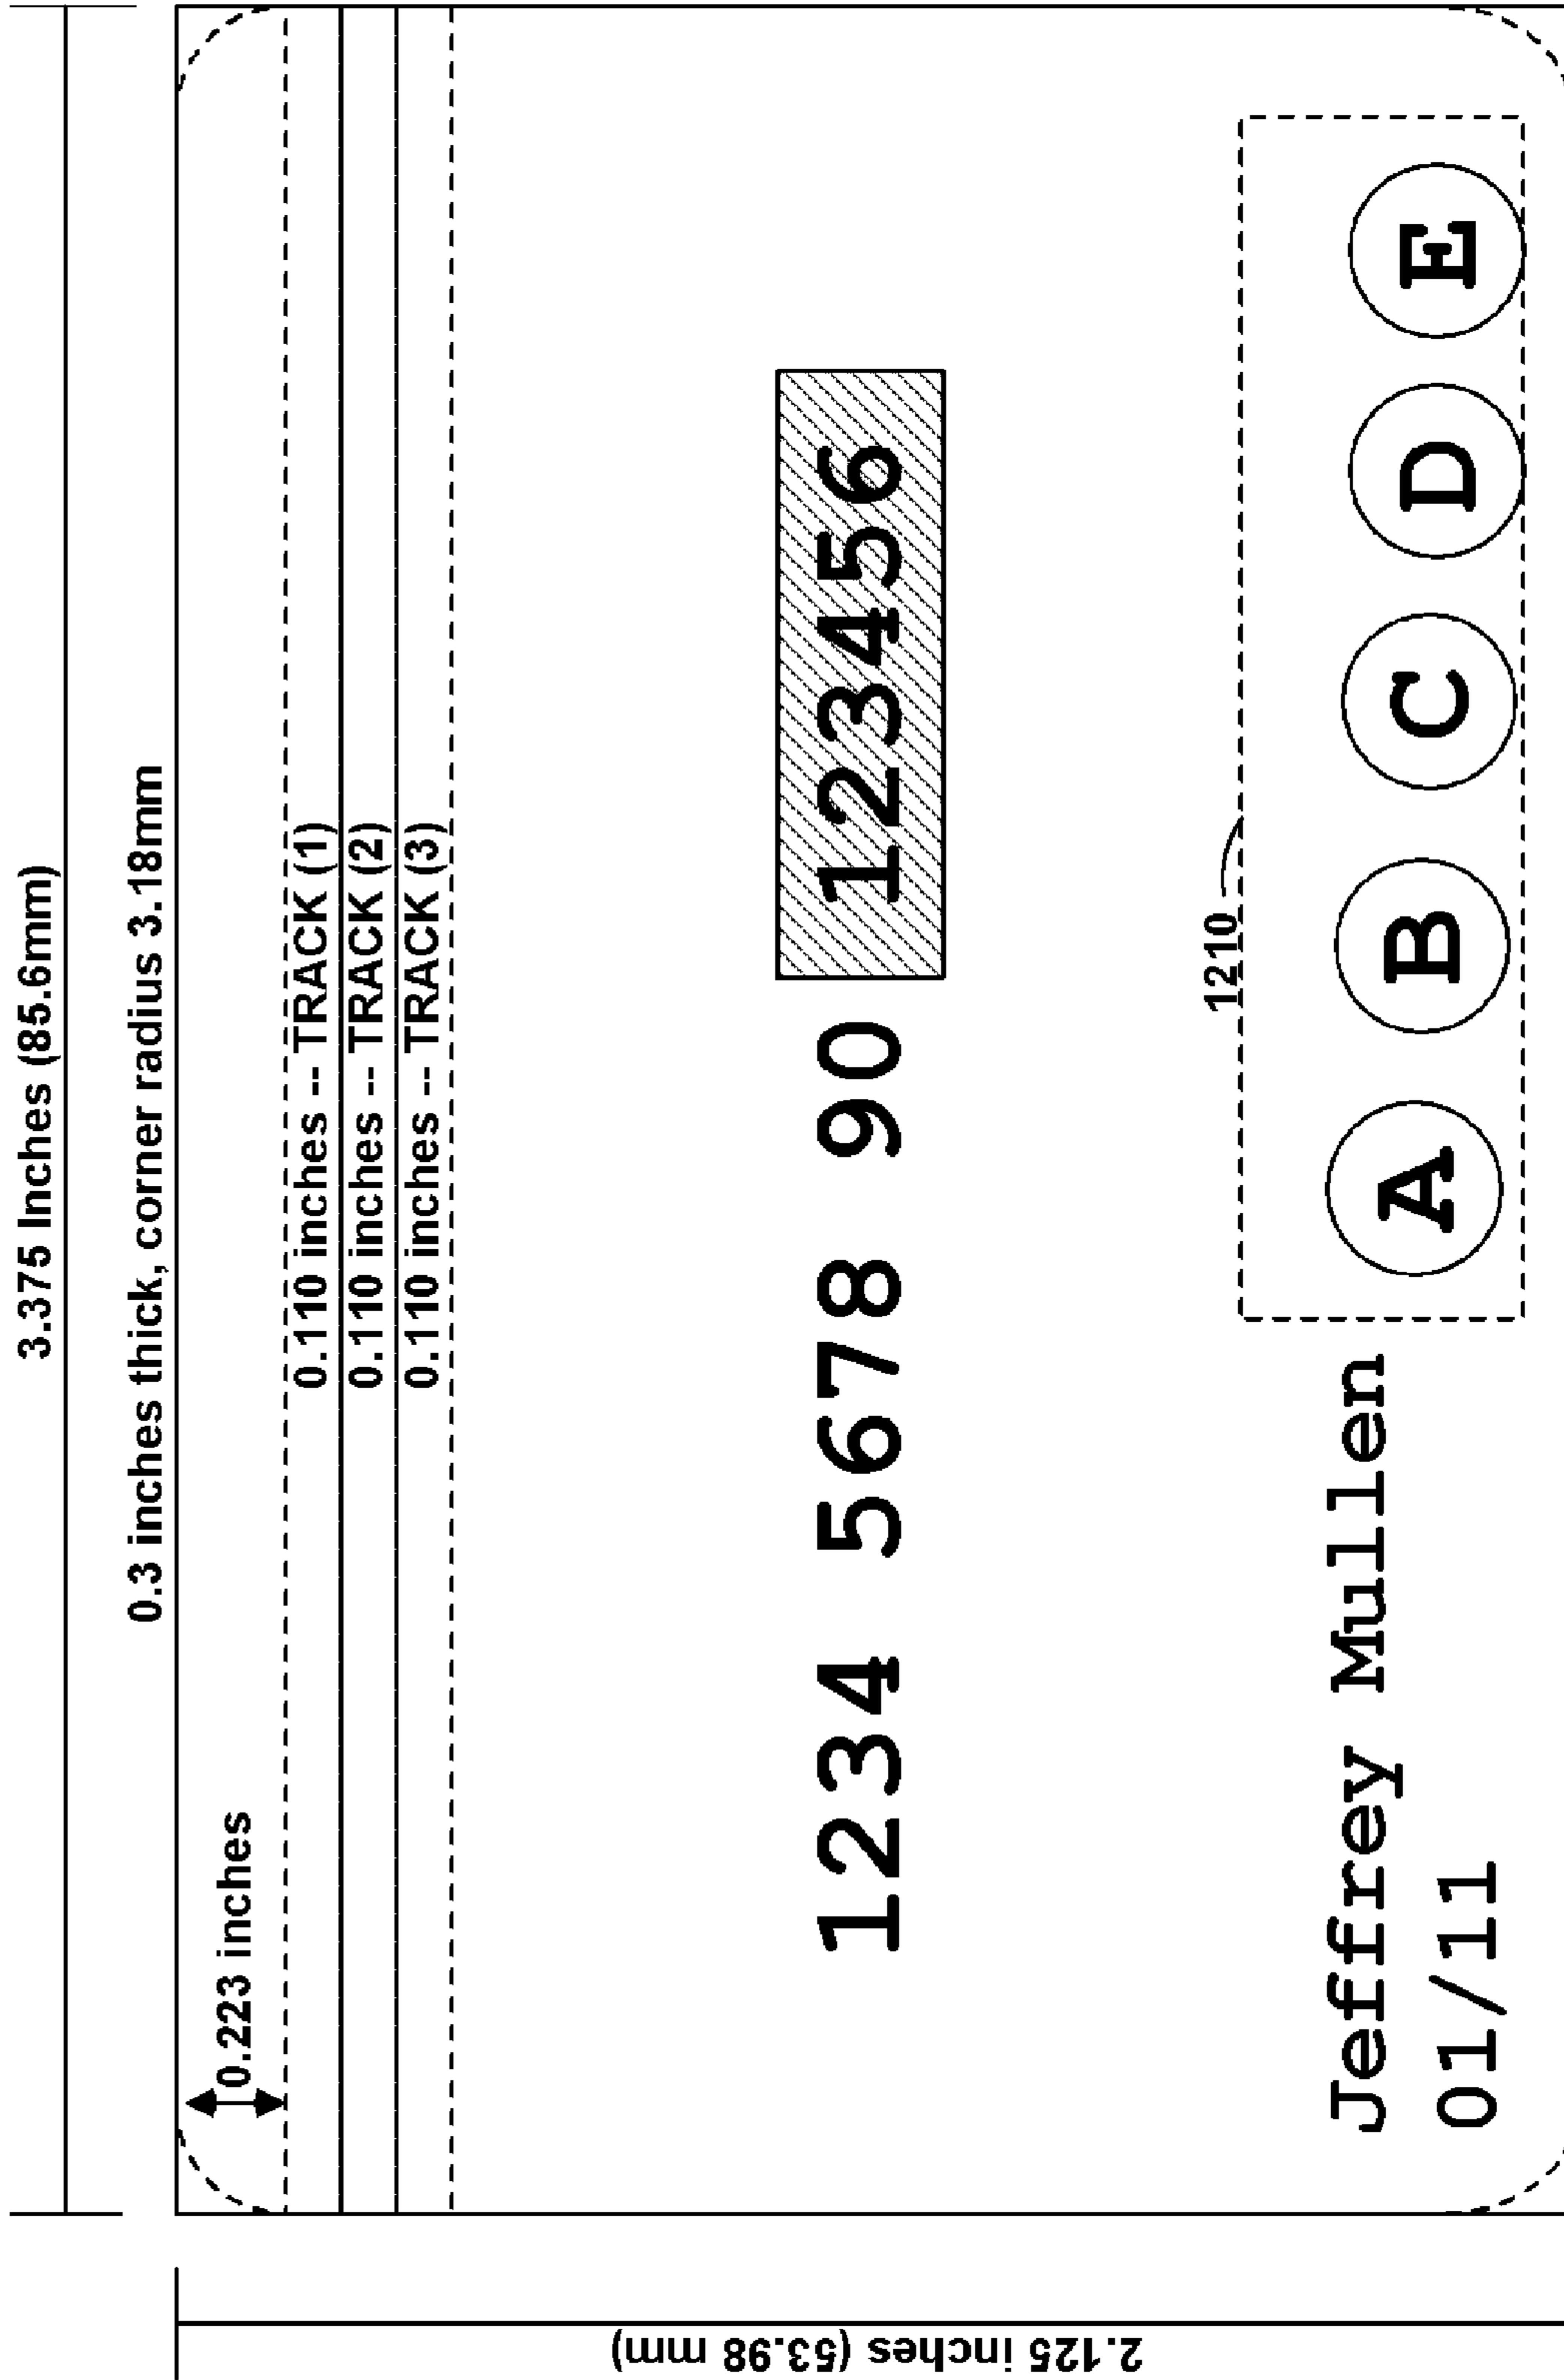 3.375 Inches (85.6mm)
0.3 inches thick, corner radius 3.18mm
0.223 inches
0.110 inches -- TRACK (1)
0.110 inches -- TRACK (2)
0.110 inches -- TRACK (3)
2.125 inches (53.98 mm)
1234 5678 90 123456
1210
Jeffrey Mullen
01/11
A B C D E